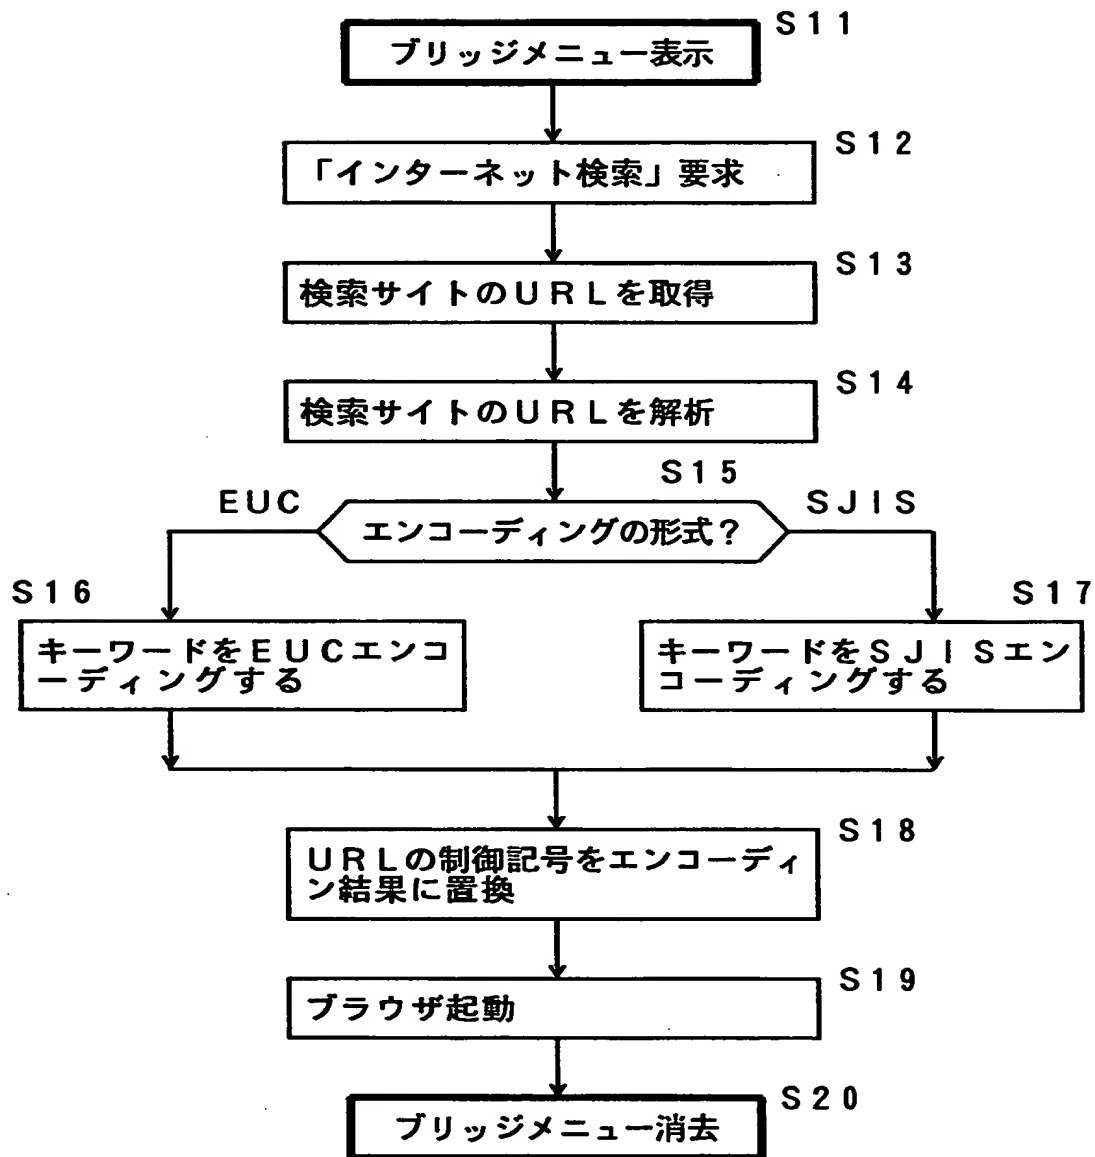 S11
ブリッジメニュー表示
S12
「インターネット検索」要求
S13
検索サイトのURLを取得
S14
検索サイトのURLを解析
S15
EUC
SJIS
エンコーディングの形式?
S16
S17
キーワードをEUCエンコ
ーディングする
キーワードをSJISエン
コーディングする
S18
URLの制御記号をエンコーディ
ン結果に置換
S19
ブラウザ起動
S20
ブリッジメニュー消去